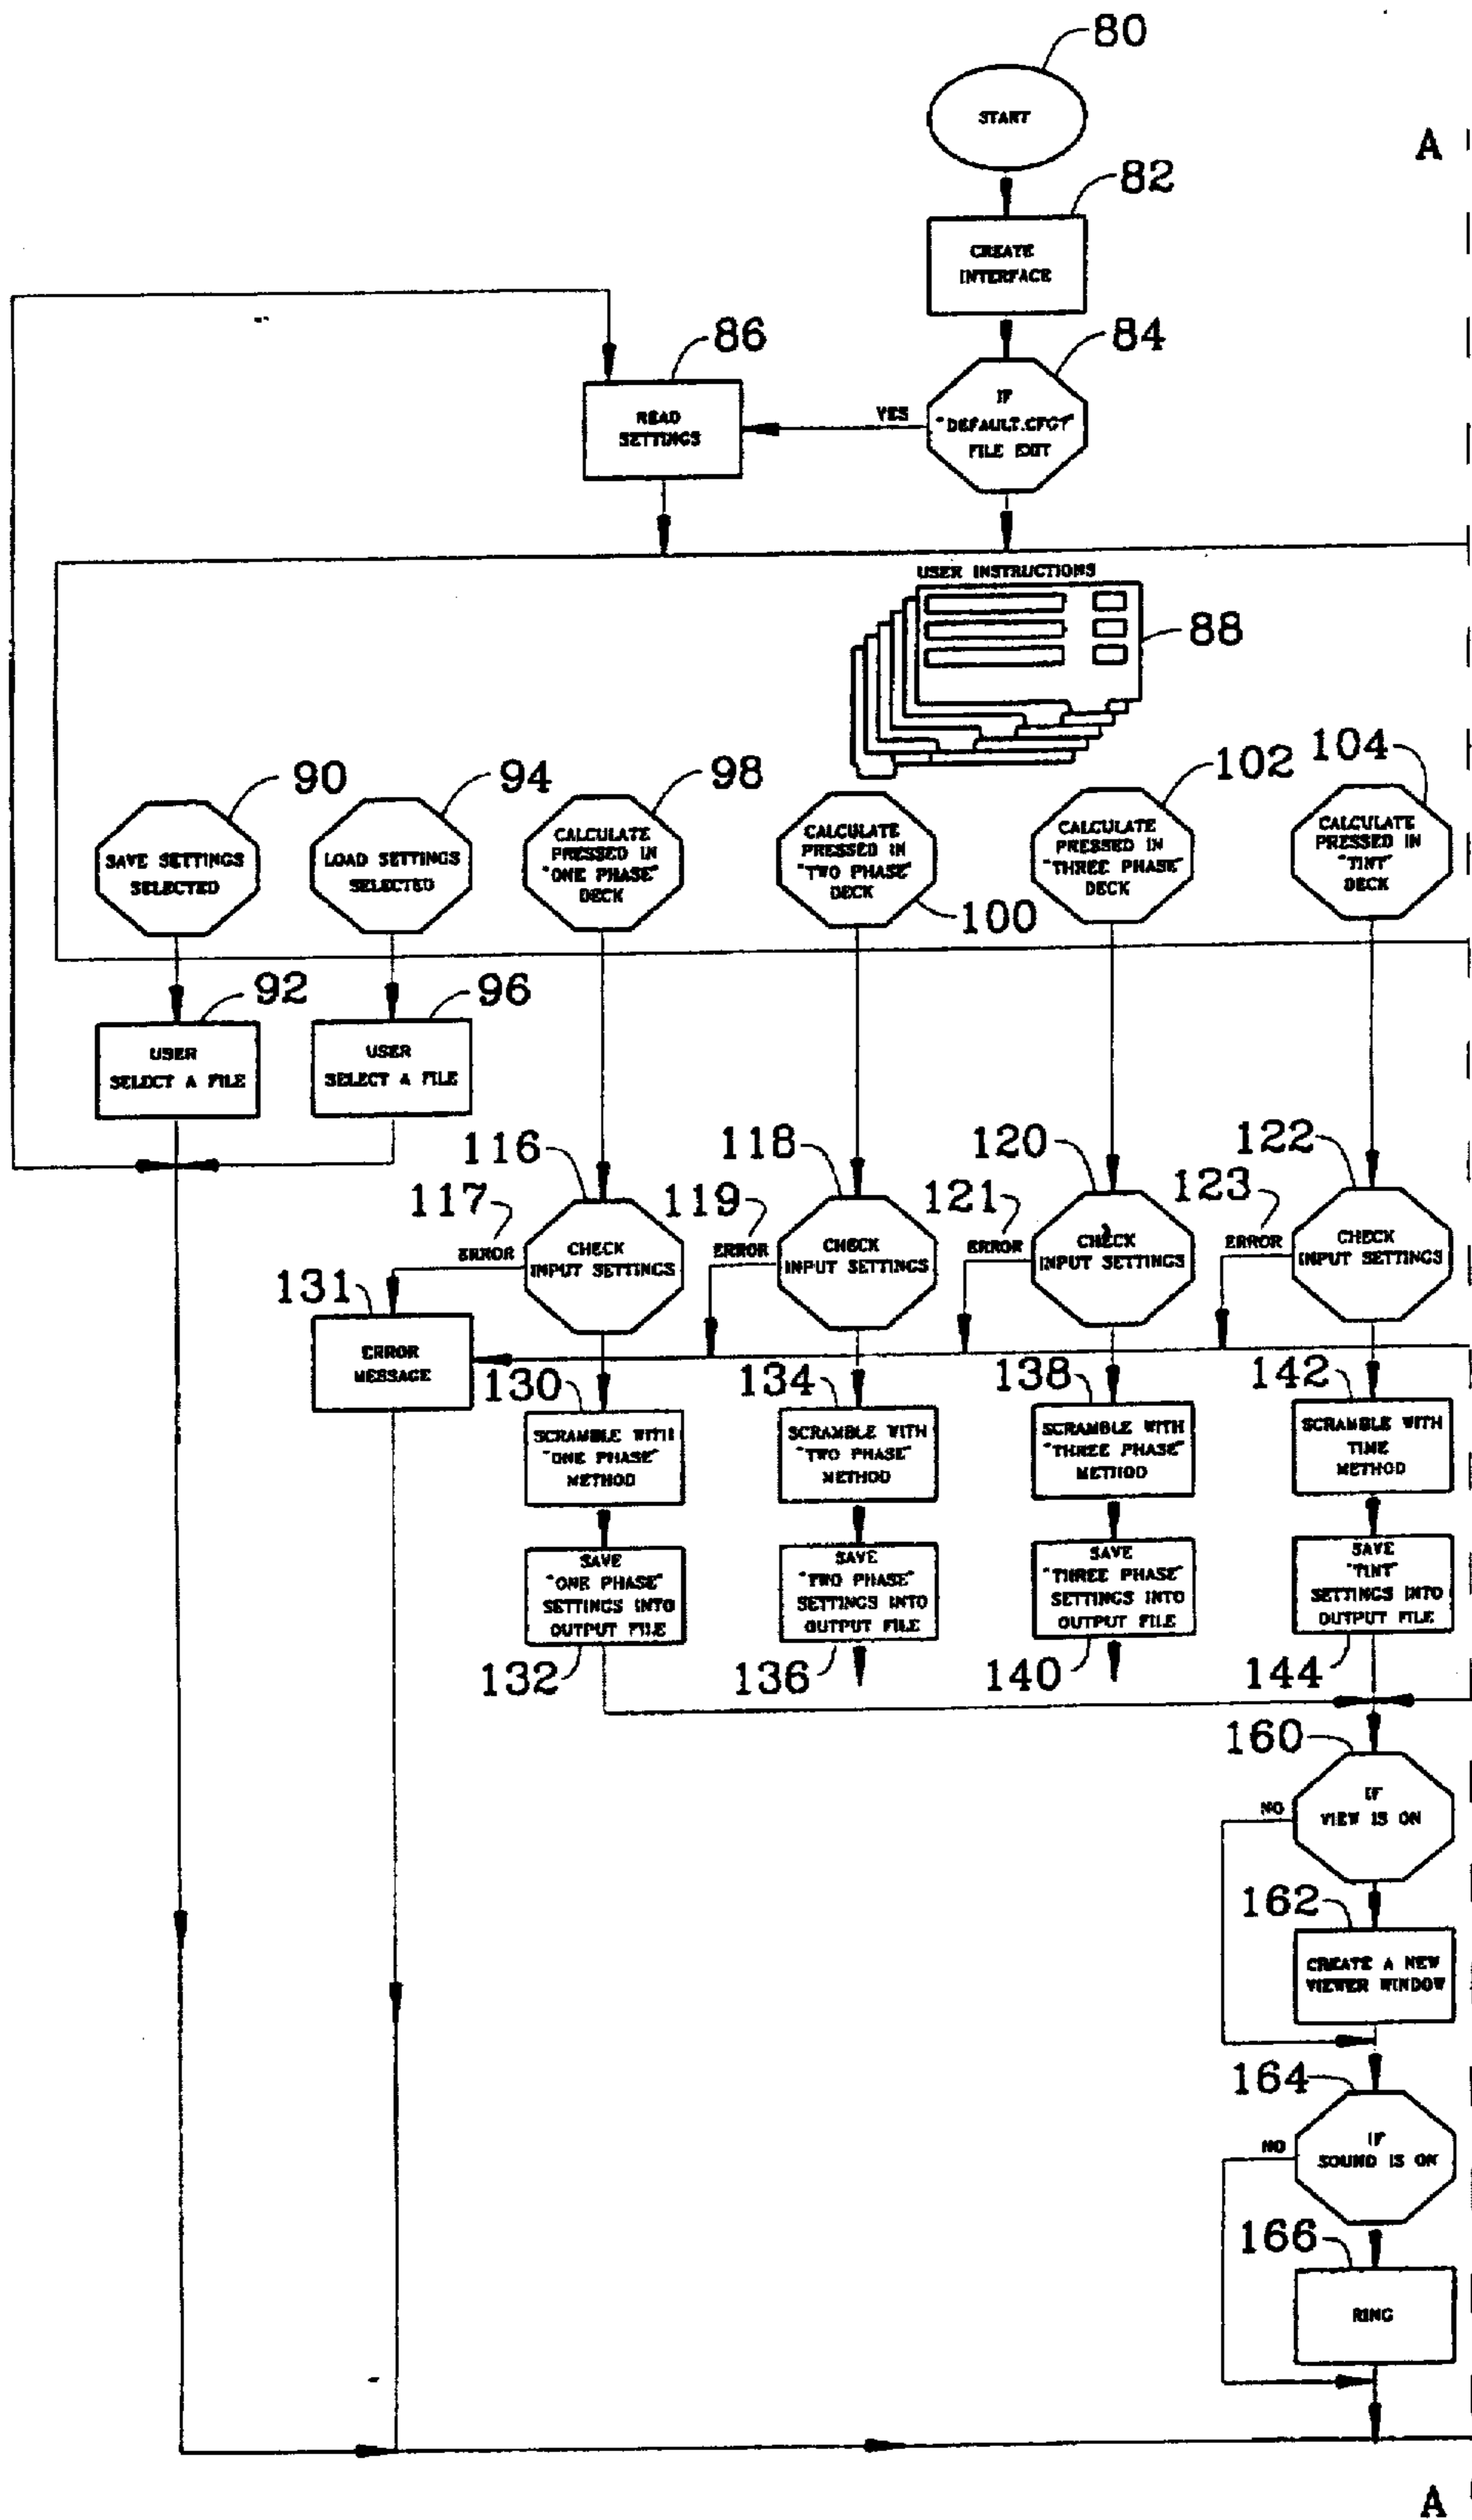 80
START
A
82
CREATE
INTERFACE
86
84
READ
SETTINGS
YES
IF
"DEFAULT.CFG?"
FILE EXIT
USER INSTRUCTIONS
88
90
94
98
102
104
SAVE SETTINGS
SELECTED
LOAD SETTINGS
SELECTED
CALCULATE
PRESSED IN
"ONE PHASE"
DECK
CALCULATE
PRESSED IN
"TWO PHASE"
DECK
100
CALCULATE
PRESSED IN
"THREE PHASE"
DECK
CALCULATE
PRESSED IN
"TINT"
DECK
92
96
USER
SELECT A FILE
USER
SELECT A FILE
116
118
120
122
117
119
121
123
ERROR
CHECK
INPUT SETTINGS
ERROR
CHECK
INPUT SETTINGS
ERROR
CHECK
INPUT SETTINGS
ERROR
CHECK
INPUT SETTINGS
131
ERROR
MESSAGE
130
134
138
142
SCRAMBLE WITH
"ONE PHASE"
METHOD
SCRAMBLE WITH
"TWO PHASE"
METHOD
SCRAMBLE WITH
"THREE PHASE"
METHOD
SCRAMBLE WITH
TIME
METHOD
SAVE
"ONE PHASE"
SETTINGS INTO
OUTPUT FILE
SAVE
"TWO PHASE"
SETTINGS INTO
OUTPUT FILE
SAVE
"THREE PHASE"
SETTINGS INTO
OUTPUT FILE
SAVE
"TINT"
SETTINGS INTO
OUTPUT FILE
132
136
140
144
160
NO
IF
VIEW IS ON
162
CREATE A NEW
VIEWER WINDOW
164
NO
IF
SOUND IS ON
166
RING
A